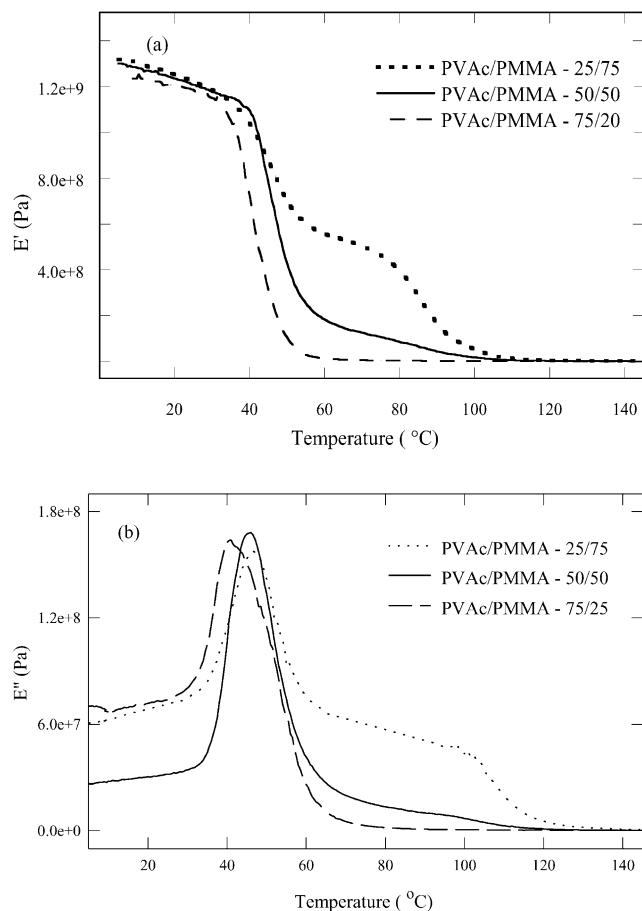 (a)
PVAc/PMMA - 25/75
PVAc/PMMA - 50/50
PVAc/PMMA - 75/20
1.2e+9
8.0e+8
4.0e+8
E' (Pa)
20 40 60 80 100 120 140
Temperature ( °C)
(b)
PVAc/PMMA - 25/75
PVAc/PMMA - 50/50
PVAc/PMMA - 75/25
1.8e+8
1.2e+8
6.0e+7
0.0e+0
E" (Pa)
20 40 60 80 100 120 140
Temperature ( °C)